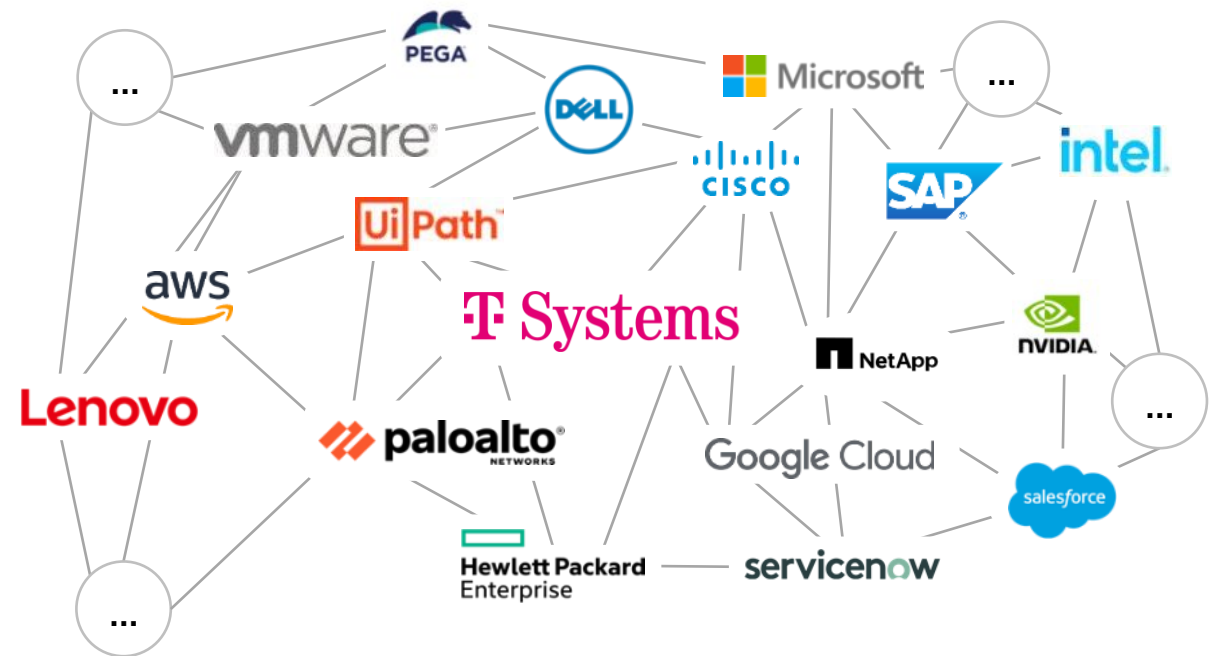 PEGA
...
Microsoft
...
DELL
vmware®
CISCO
intel.
SAP
®
UiPath™
aws
T Systems
NVIDIA.
NetApp
Lenovo
...
paloalto®
NETWORKS
Google Cloud
salesforce
Hewlett Packard
Enterprise
servicenow
...